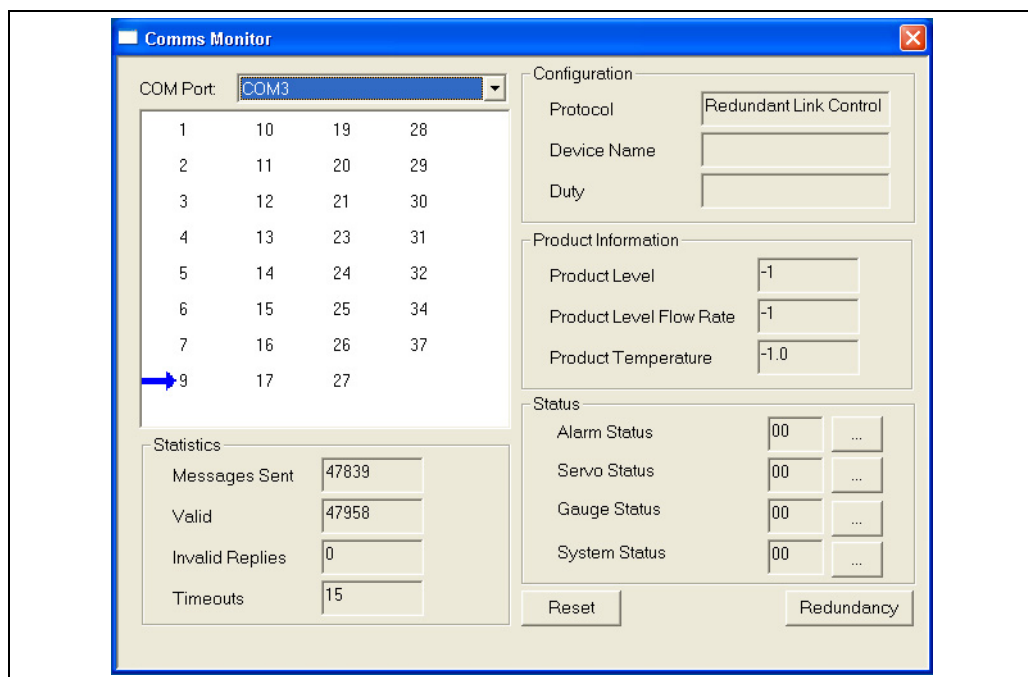 Comms Monitor
COM Port: COM3
1 10 19 28
2 11 20 29
3 12 21 30
4 13 23 31
5 14 24 32
6 15 25 34
7 16 26 37
9 17 27
Statistics
Messages Sent 47839
Valid 47958
Invalid Replies 0
Timeouts 15
Configuration
Protocol Redundant Link Control
Device Name
Duty
Product Information
Product Level -1
Product Level Flow Rate -1
Product Temperature -1.0
Status
Alarm Status 00 ...
Servo Status 00 ...
Gauge Status 00 ...
System Status 00 ...
Reset Redundancy